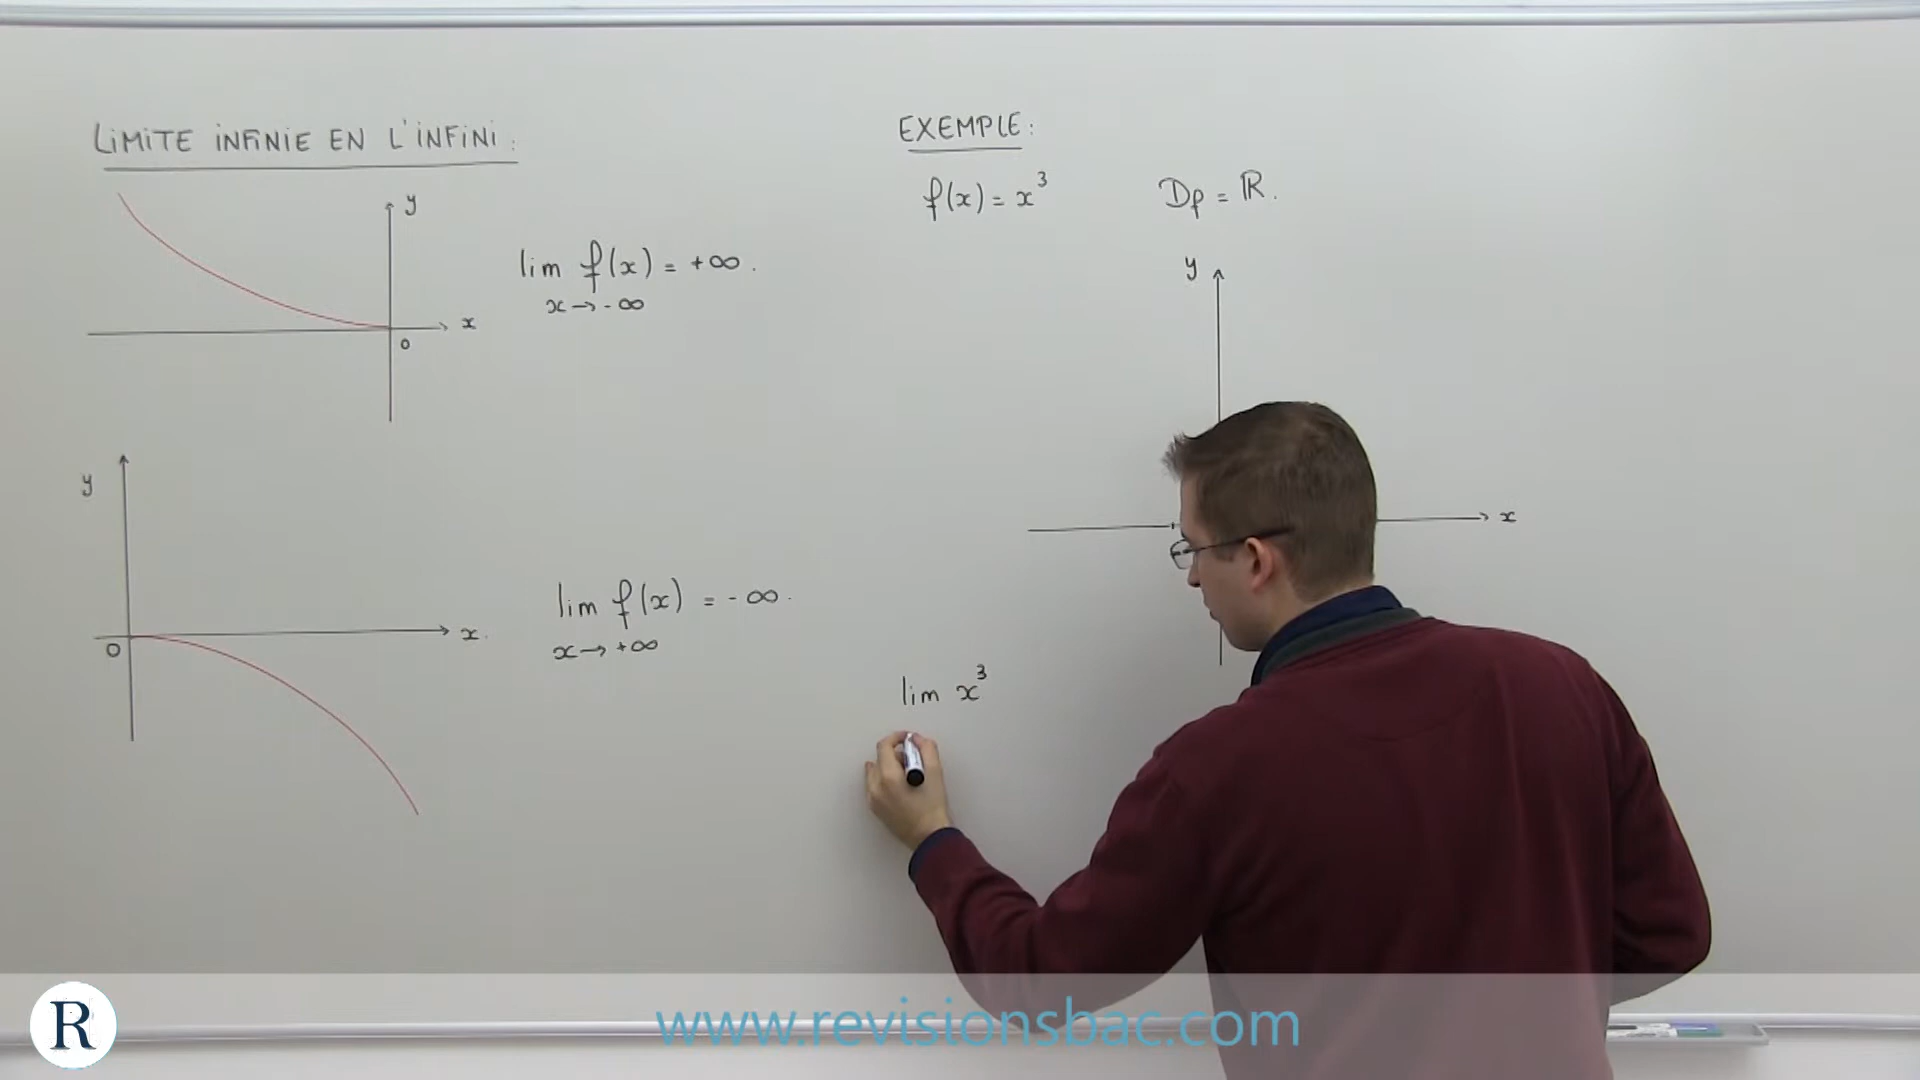 LIMITE INFINIE EN L'INFINI :
y
x
0
lim f(x) = +∞.
x → -∞
y
x.
0
lim f(x) = -∞.
x → +∞
EXEMPLE :
f(x) = x³
Df = ℝ.
y
x
lim x³
R
www.revisionsbac.com